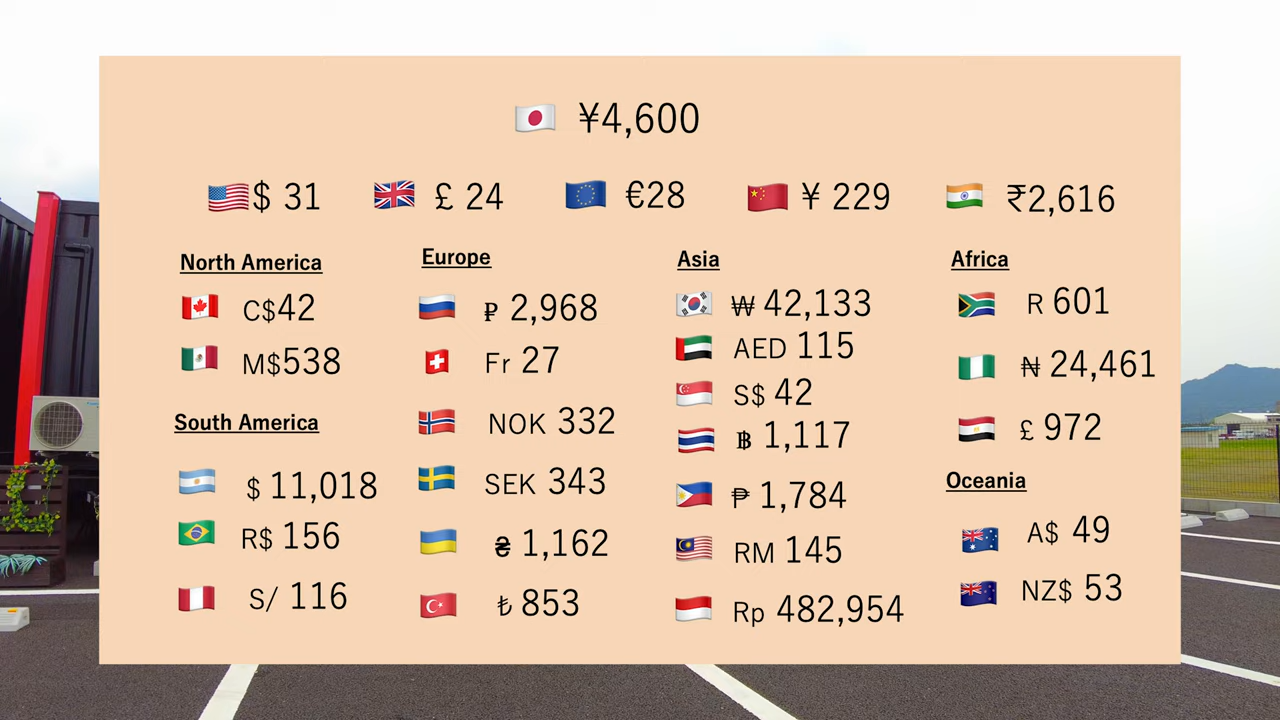 ¥4,600
$ 31
£ 24
€28
¥ 229
₹2,616
North America
C$42
M$538
South America
$ 11,018
R$ 156
S/ 116
Europe
₽ 2,968
Fr 27
NOK 332
SEK 343
₴ 1,162
₺ 853
Asia
₩ 42,133
AED 115
S$ 42
฿ 1,117
₱ 1,784
RM 145
Rp 482,954
Africa
R 601
₦ 24,461
£ 972
Oceania
A$ 49
NZ$ 53